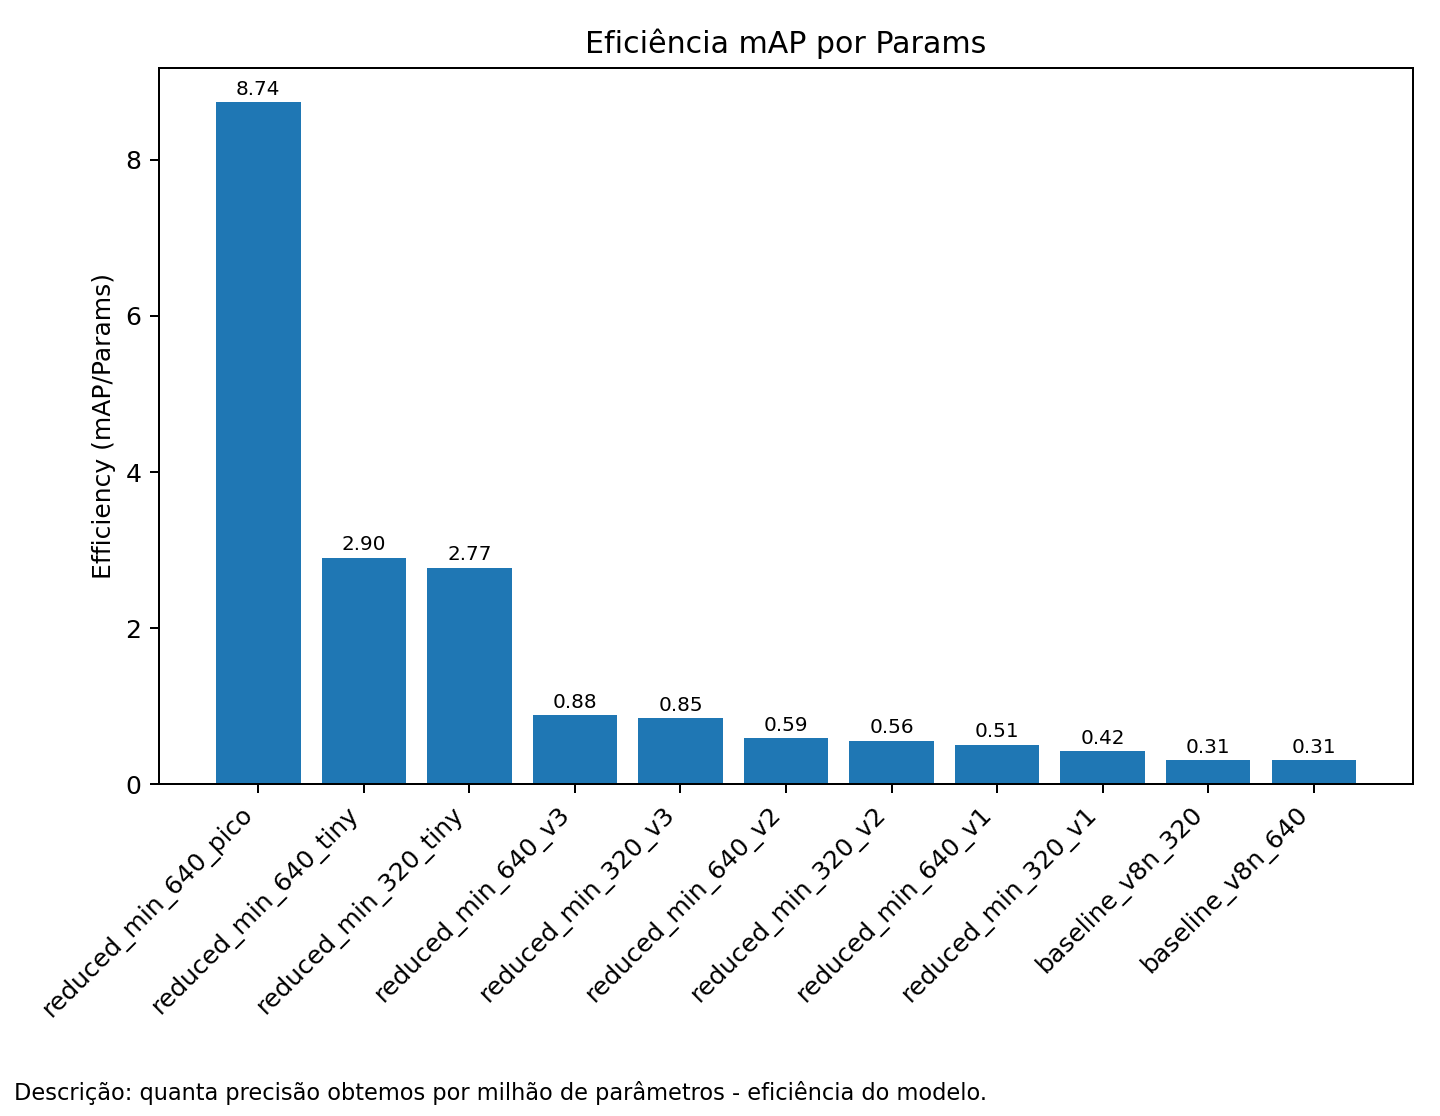 Eficiência mAP por Params
Efficiency (mAP/Params)
8
6
4
2
0
8.74
2.90
2.77
0.88
0.85
0.59
0.56
0.51
0.42
0.31
0.31
reduced_min_640_pico
reduced_min_640_tiny
reduced_min_320_tiny
reduced_min_640_v3
reduced_min_320_v3
reduced_min_640_v2
reduced_min_320_v2
reduced_min_640_v1
reduced_min_320_v1
baseline_v8n_320
baseline_v8n_640
Descrição: quanta precisão obtemos por milhão de parâmetros - eficiência do modelo.